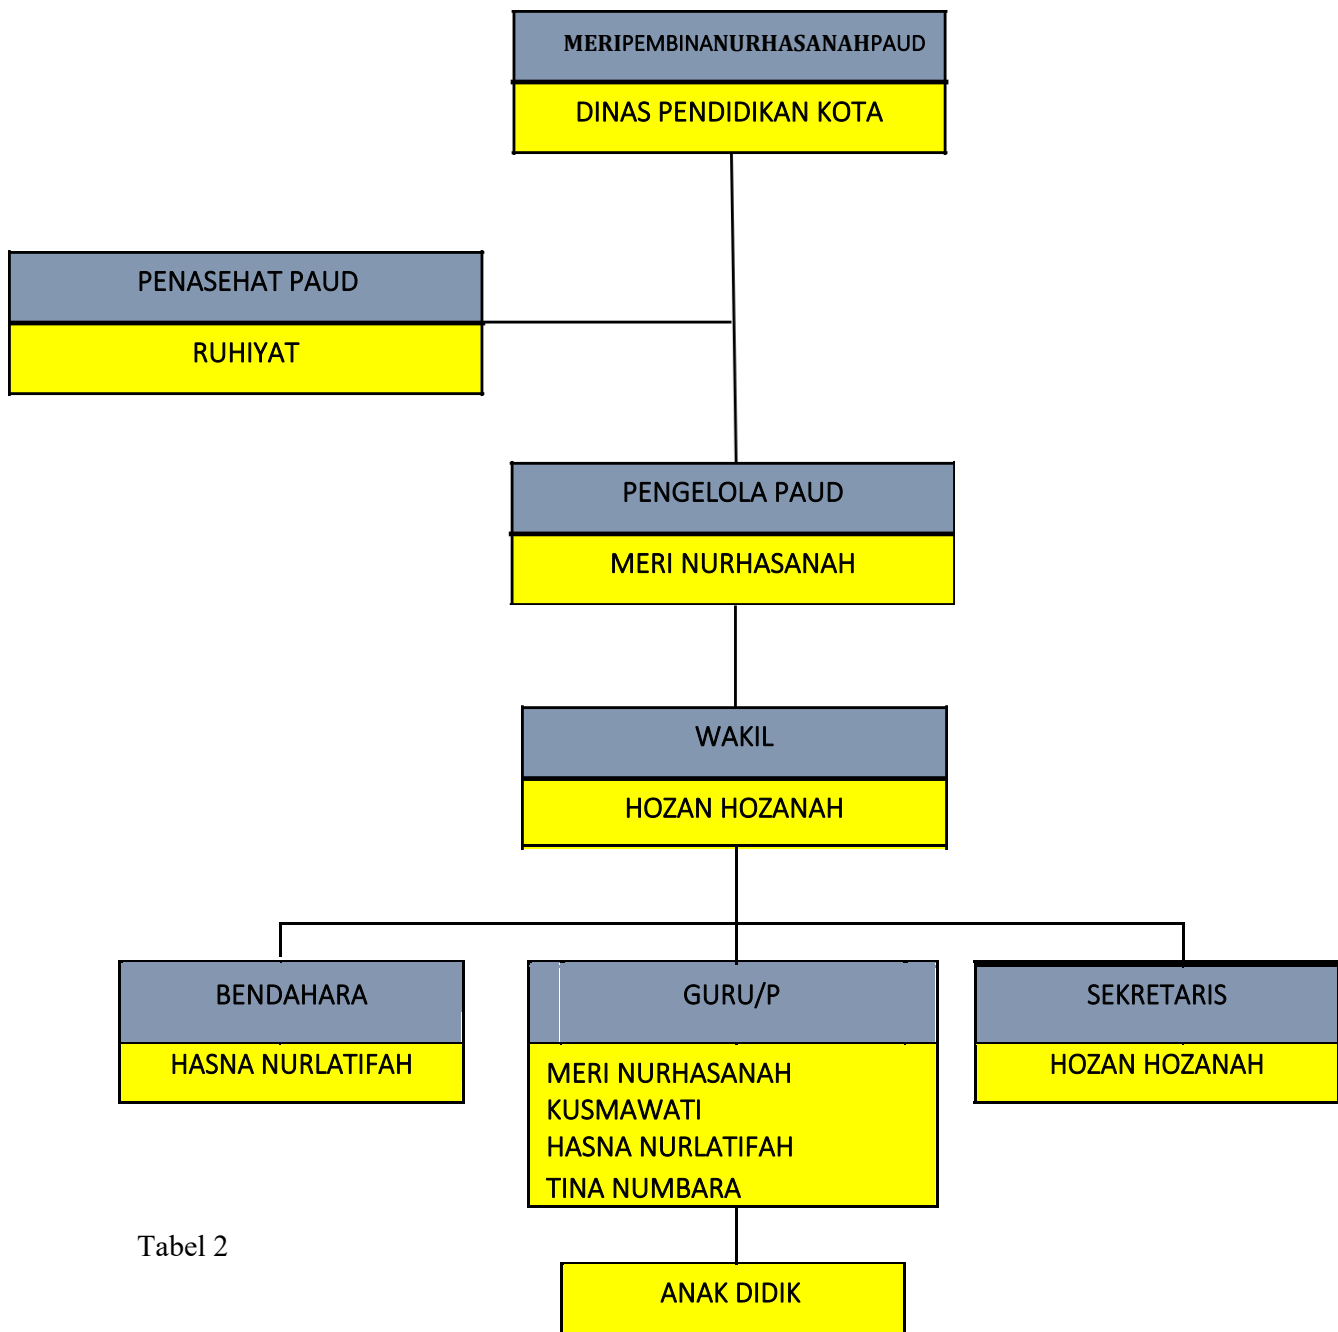 MERIPEMBINANURHASANAHPAUD
DINAS PENDIDIKAN KOTA
PENASEHAT PAUD
RUHIYAT
PENGELOLA PAUD
MERI NURHASANAH
WAKIL
HOZAN HOZANAH
BENDAHARA
HASNA NURLATIFAH
GURU/P
MERI NURHASANAH
KUSMAWATI
HASNA NURLATIFAH
TINA NUMBARA
SEKRETARIS
HOZAN HOZANAH
Tabel 2
ANAK DIDIK